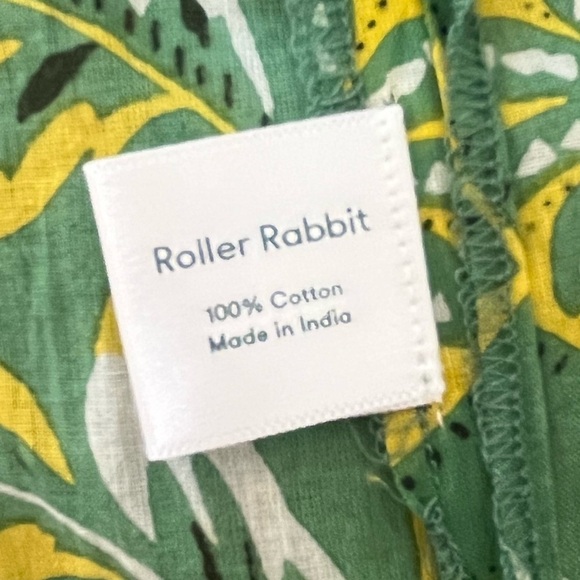 Roller Rabbit
100% Cotton
Made in India